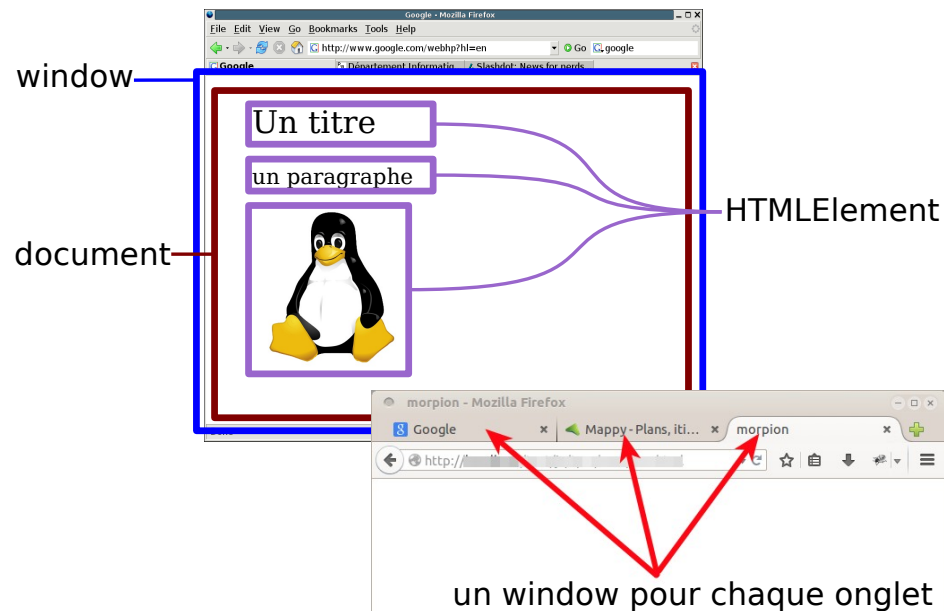 Google - Mozilla Firefox
File Edit View Go Bookmarks Tools Help
http://www.google.com/webhp?hl=en Go google
Google Département Informatiq Slashdot: News for nerds
window
Un titre
un paragraphe
HTMLElement
document
morpion - Mozilla Firefox
Google Mappy - Plans, iti... morpion
http://
un window pour chaque onglet